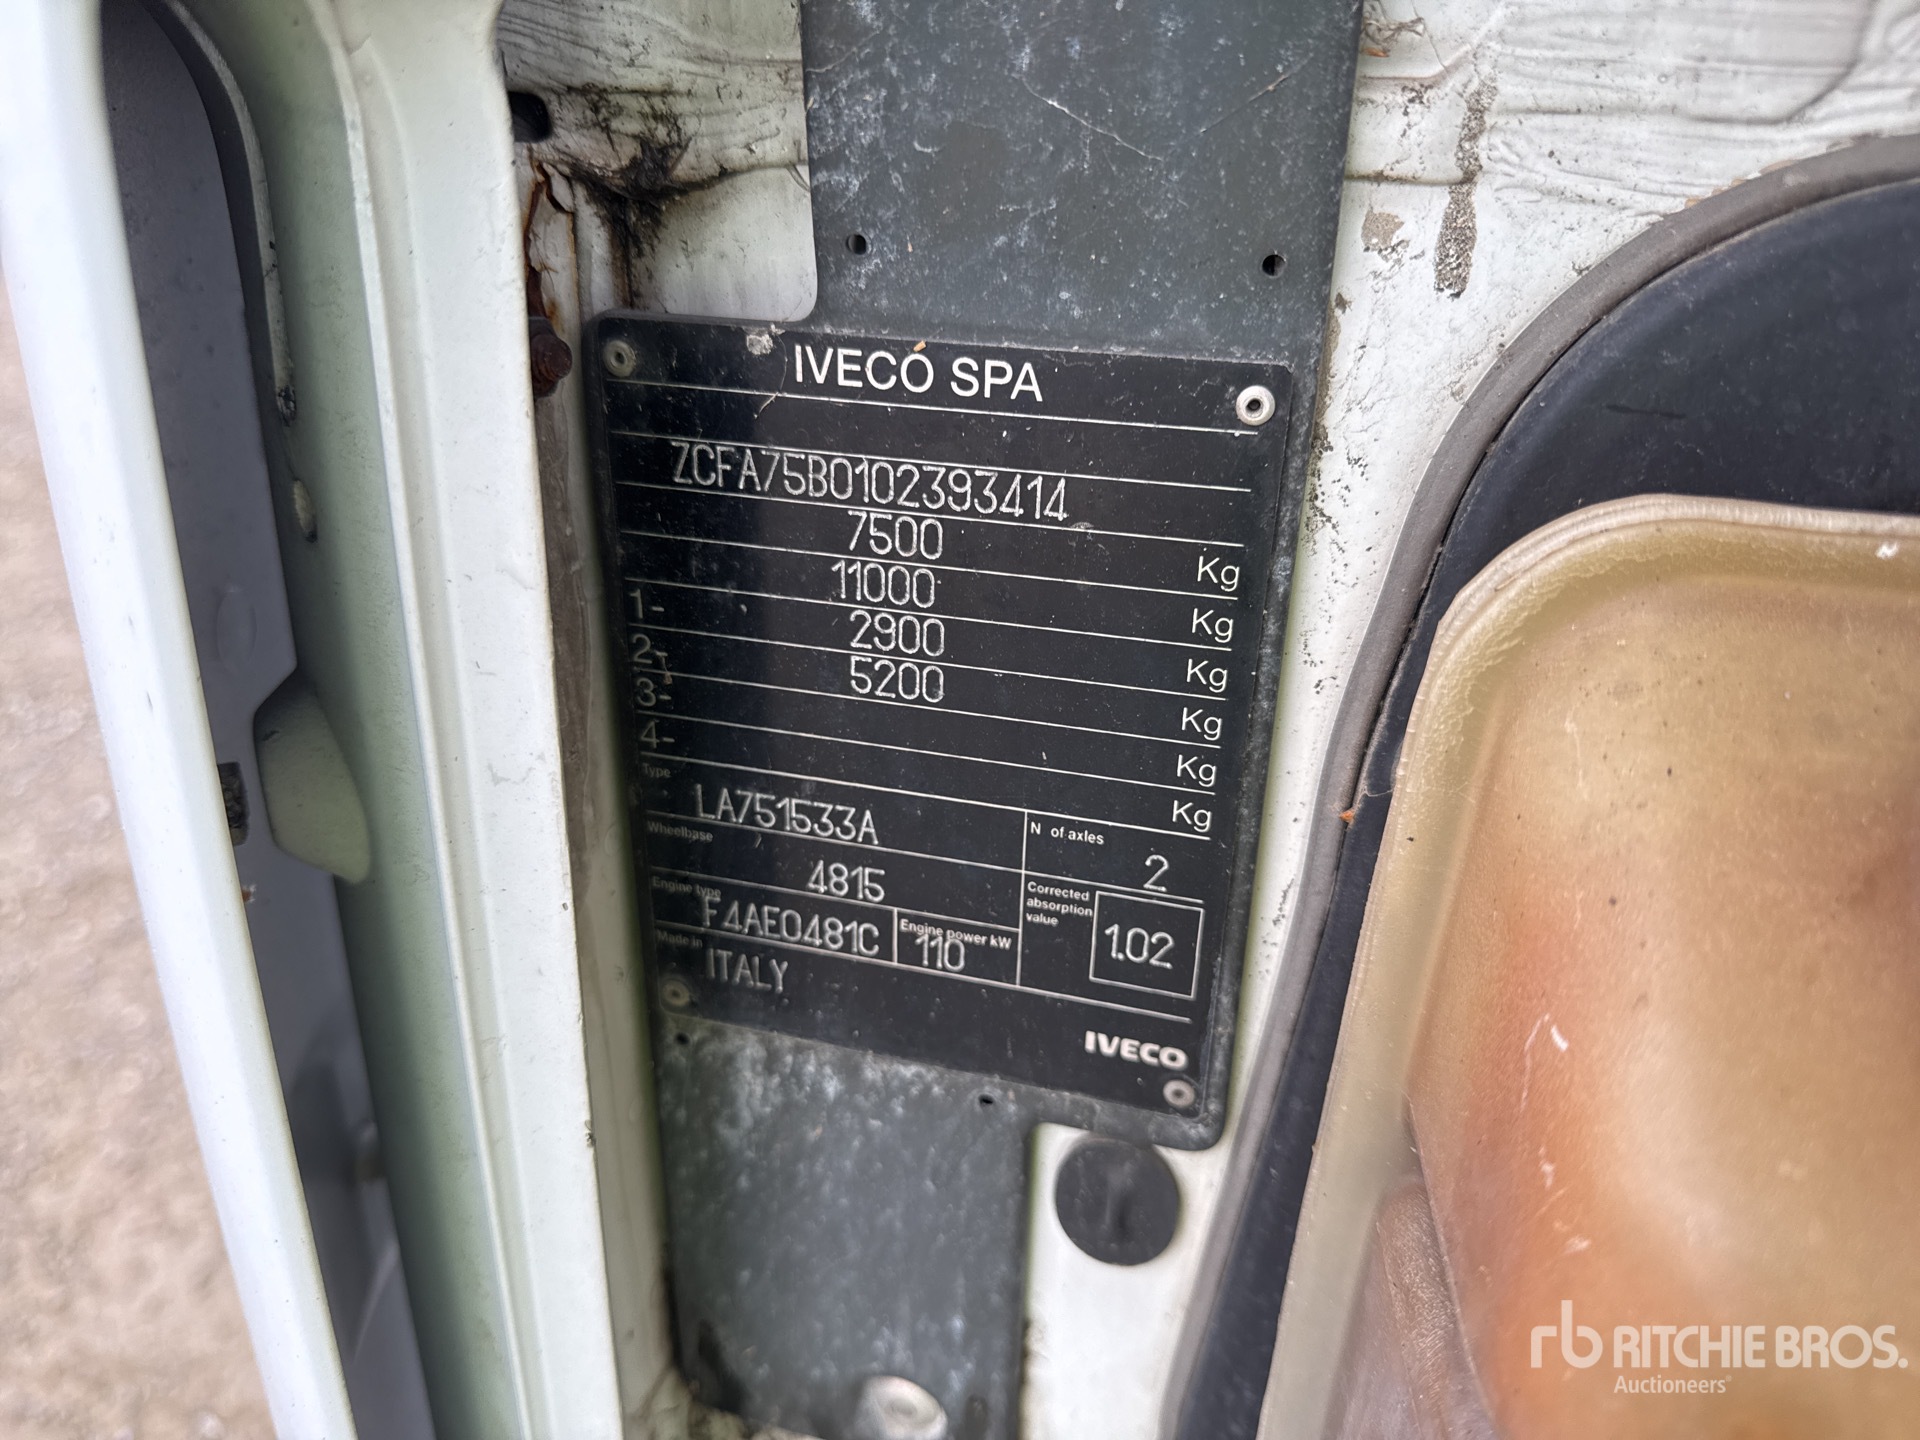 IVECO SPA
ZCFA75B0102393414
7500 Kg
11000 Kg
1- 2900 Kg
2- 5200 Kg
3- Kg
4- Kg
Type
LA751533A
N of axles
2
Wheelbase
4815
Corrected
absorption
value
1.02
Engine type
F4AE0481C
Engine power kW
110
Made in
ITALY
IVECO
rb RITCHIE BROS.
Auctioneers